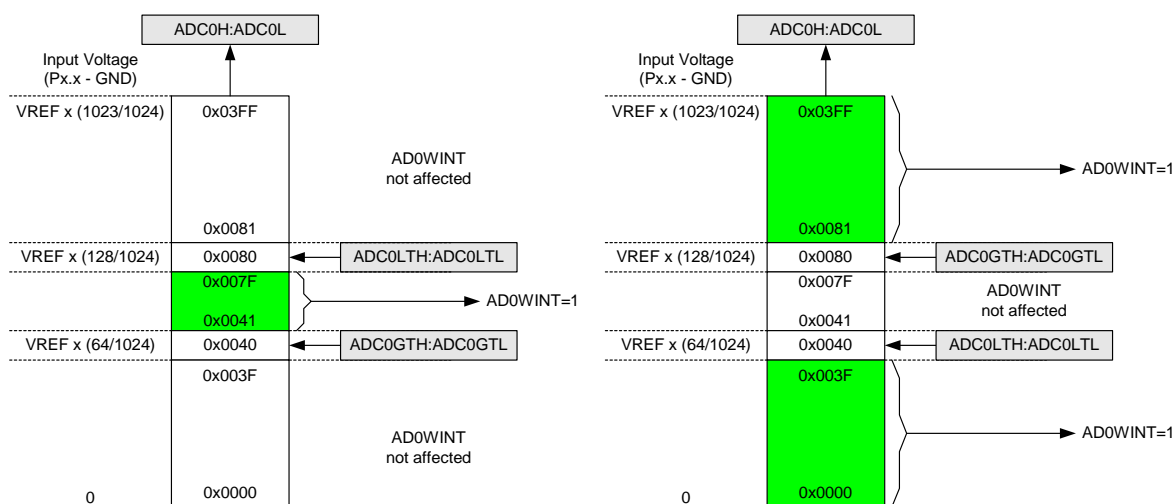 ADC0H:ADC0L
Input Voltage
(Px.x - GND)
VREF x (1023/1024)
0x03FF
AD0WINT
not affected
0x0081
VREF x (128/1024)
0x0080
ADC0LTH:ADC0LTL
0x007F
AD0WINT=1
0x0041
VREF x (64/1024)
0x0040
ADC0GTH:ADC0GTL
0x003F
AD0WINT
not affected
0
0x0000
ADC0H:ADC0L
Input Voltage
(Px.x - GND)
VREF x (1023/1024)
0x03FF
AD0WINT=1
0x0081
VREF x (128/1024)
0x0080
ADC0GTH:ADC0GTL
0x007F
AD0WINT
not affected
0x0041
VREF x (64/1024)
0x0040
ADC0LTH:ADC0LTL
0x003F
AD0WINT=1
0
0x0000